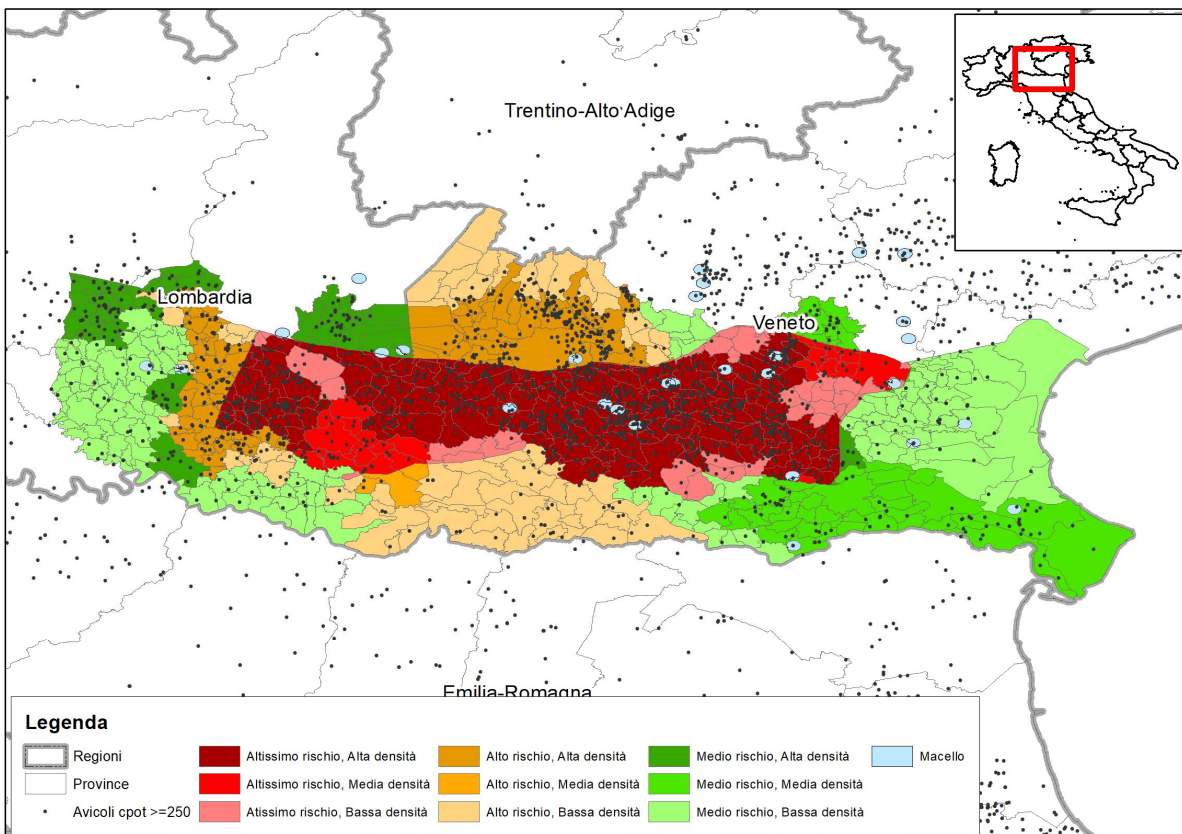 Trentino-Alto Adige
Lombardia
Veneto
Emilia-Romagna
Legenda
Regioni
Province
Avicoli cpot >=250
Altissimo rischio, Alta densità
Altissimo rischio, Media densità
Atissimo rischio, Bassa densità
Alto rischio, Alta densità
Alto rischio, Media densità
Alto rischio, Bassa densità
Medio rischio, Alta densità
Medio rischio, Media densità
Medio rischio, Bassa densità
Macello